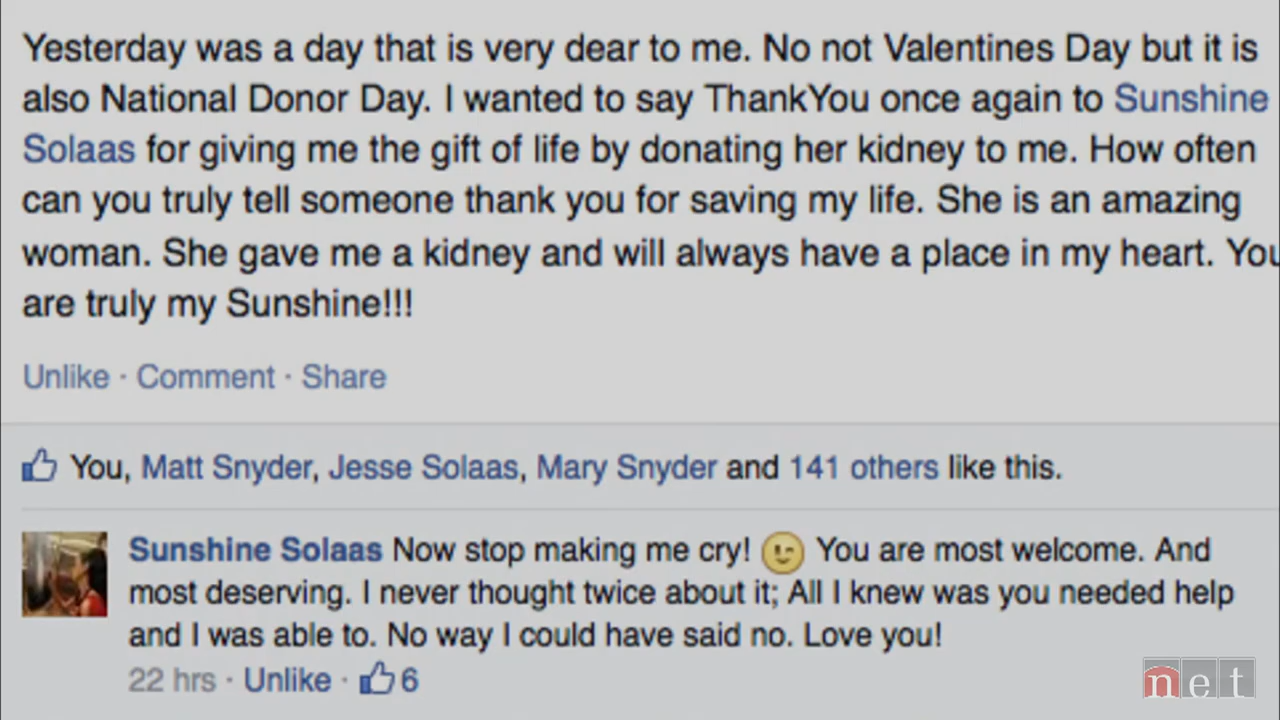 Yesterday was a day that is very dear to me. No not Valentines Day but it is
also National Donor Day. I wanted to say ThankYou once again to Sunshine
Solaas for giving me the gift of life by donating her kidney to me. How often
can you truly tell someone thank you for saving my life. She is an amazing
woman. She gave me a kidney and will always have a place in my heart. You
are truly my Sunshine!!!
Unlike · Comment · Share
You, Matt Snyder, Jesse Solaas, Mary Snyder and 141 others like this.
Sunshine Solaas Now stop making me cry! 😉 You are most welcome. And
most deserving. I never thought twice about it; All I knew was you needed help
and I was able to. No way I could have said no. Love you!
22 hrs · Unlike · 6
net